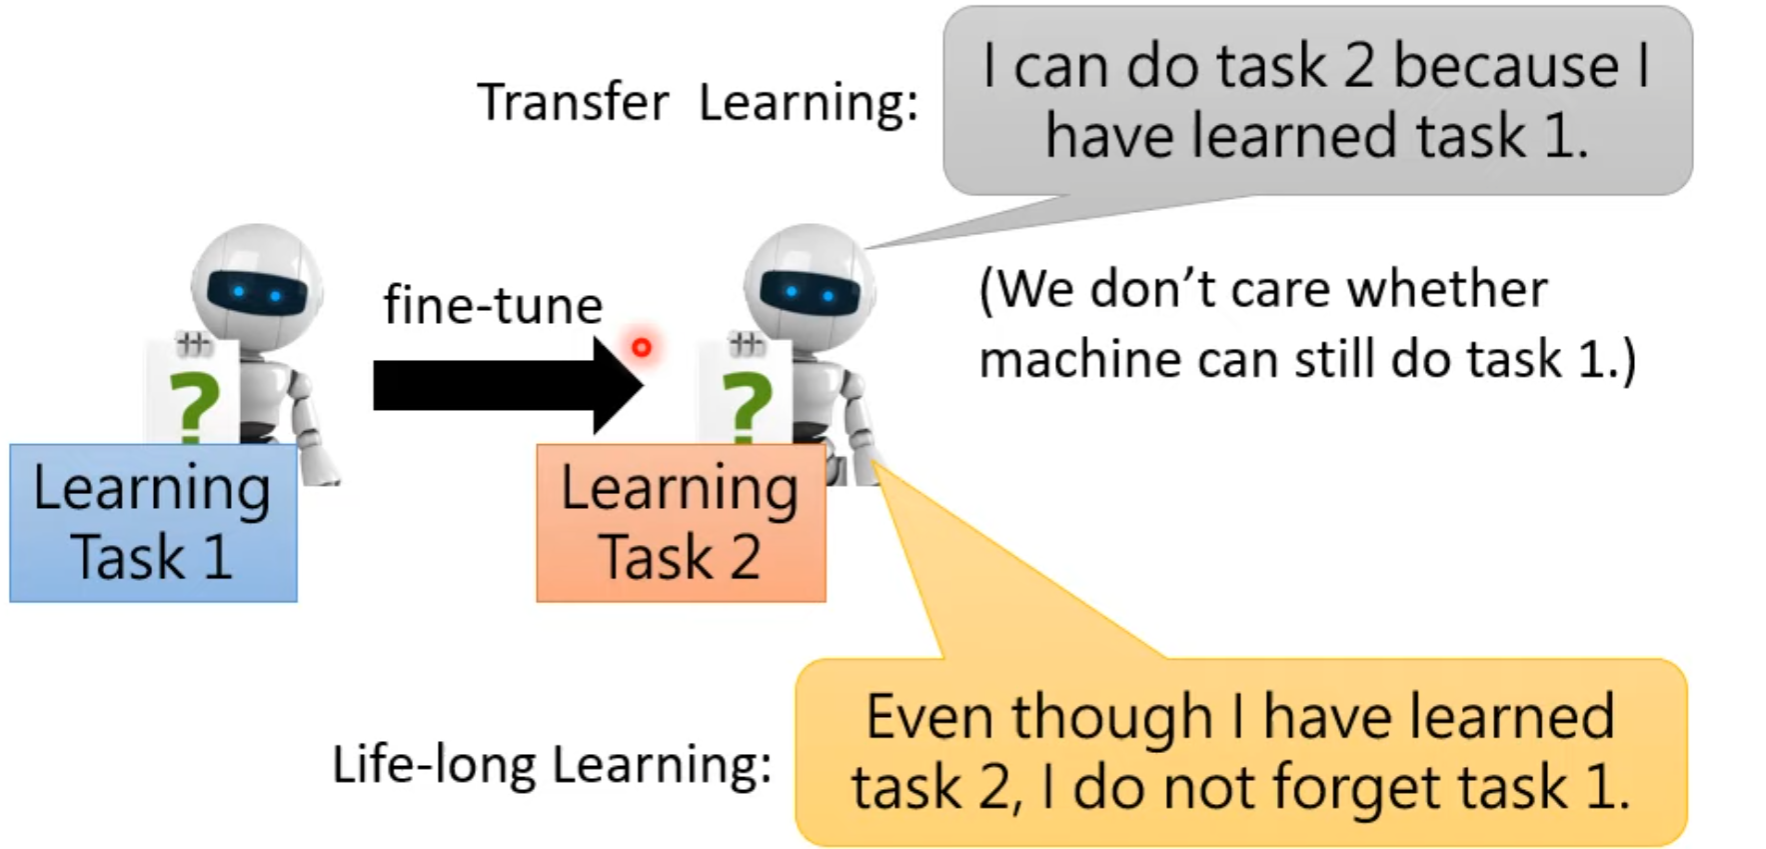 Transfer Learning:
I can do task 2 because I
have learned task 1.
fine-tune
(We don't care whether
machine can still do task 1.)
?
?
Learning
Task 1
Learning
Task 2
Life-long Learning:
Even though I have learned
task 2, I do not forget task 1.